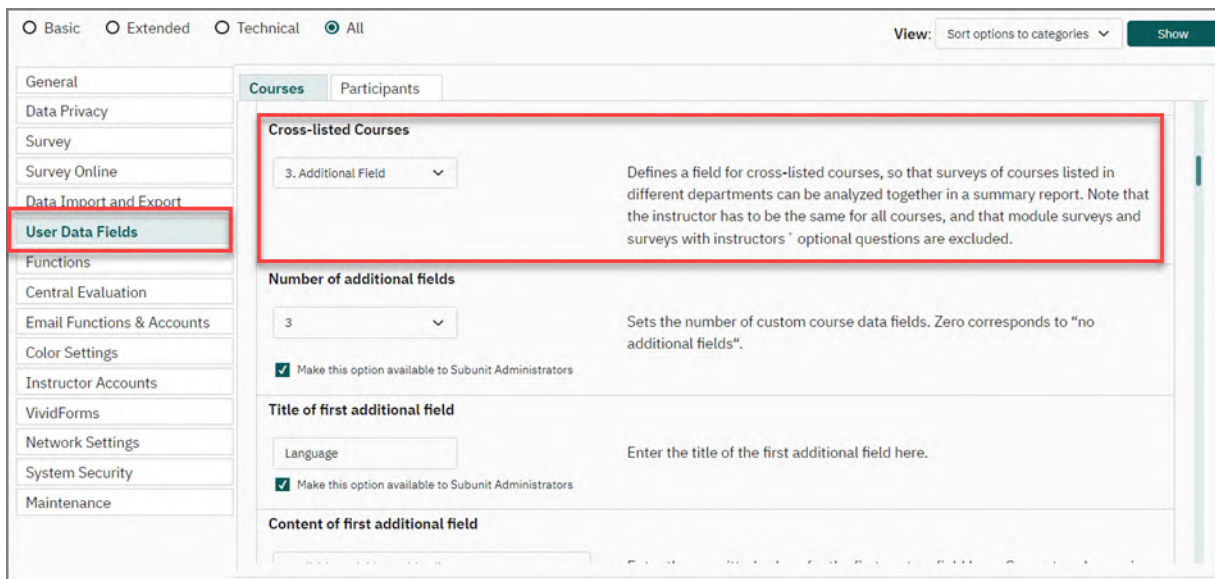 Basic Extended Technical All
View: Sort options to categories Show
General
Data Privacy
Survey
Survey Online
Data Import and Export
User Data Fields
Functions
Central Evaluation
Email Functions & Accounts
Color Settings
Instructor Accounts
VividForms
Network Settings
System Security
Maintenance
Courses Participants
Cross-listed Courses
3. Additional Field
Defines a field for cross-listed courses, so that surveys of courses listed in
different departments can be analyzed together in a summary report. Note that
the instructor has to be the same for all courses, and that module surveys and
surveys with instructors´ optional questions are excluded.
Number of additional fields
3
Sets the number of custom course data fields. Zero corresponds to “no
additional fields“.
Make this option available to Subunit Administrators
Title of first additional field
Language
Enter the title of the first additional field here.
Make this option available to Subunit Administrators
Content of first additional field